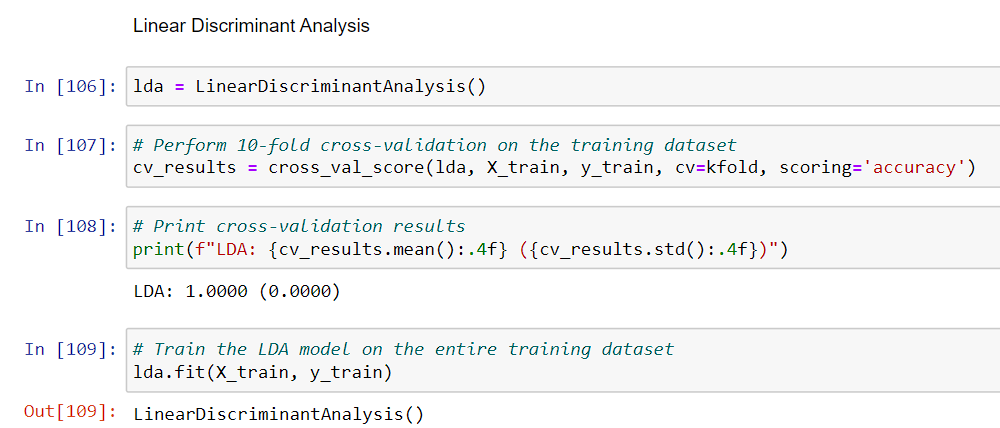 Linear Discriminant Analysis
In [106]: lda = LinearDiscriminantAnalysis()
In [107]: # Perform 10-fold cross-validation on the training dataset
cv_results = cross_val_score(lda, X_train, y_train, cv=kfold, scoring='accuracy')
In [108]: # Print cross-validation results
print(f"LDA: {cv_results.mean():.4f} ({cv_results.std():.4f})")
LDA: 1.0000 (0.0000)
In [109]: # Train the LDA model on the entire training dataset
lda.fit(X_train, y_train)
Out[109]: LinearDiscriminantAnalysis()